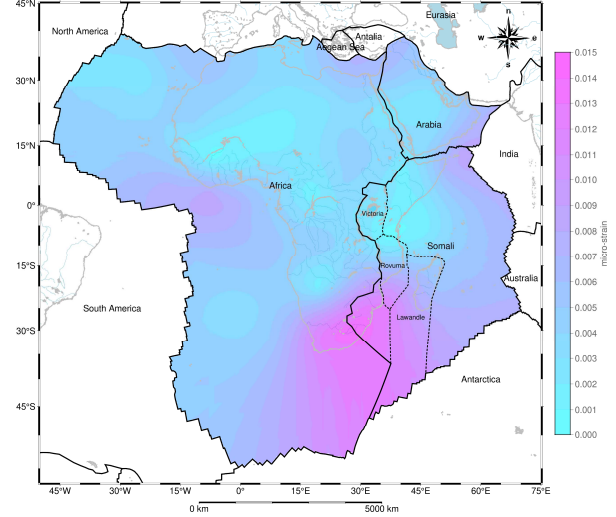 45°N
30°N
15°N
0°
15°S
30°S
45°S
North America
Eurasia
Antalia
Aegean Sea
n
w e
s
Arabia
India
Africa
Victoria
Somali
Rovuma
Lawandle
Australia
South America
Antarctica
45°W 30°W 15°W 0° 15°E 30°E 45°E 60°E 75°E
0 km 5000 km
0.015
0.014
0.013
0.012
0.011
0.010
0.009
0.008
0.007
0.006
0.005
0.004
0.003
0.002
0.001
0.000
micro-strain